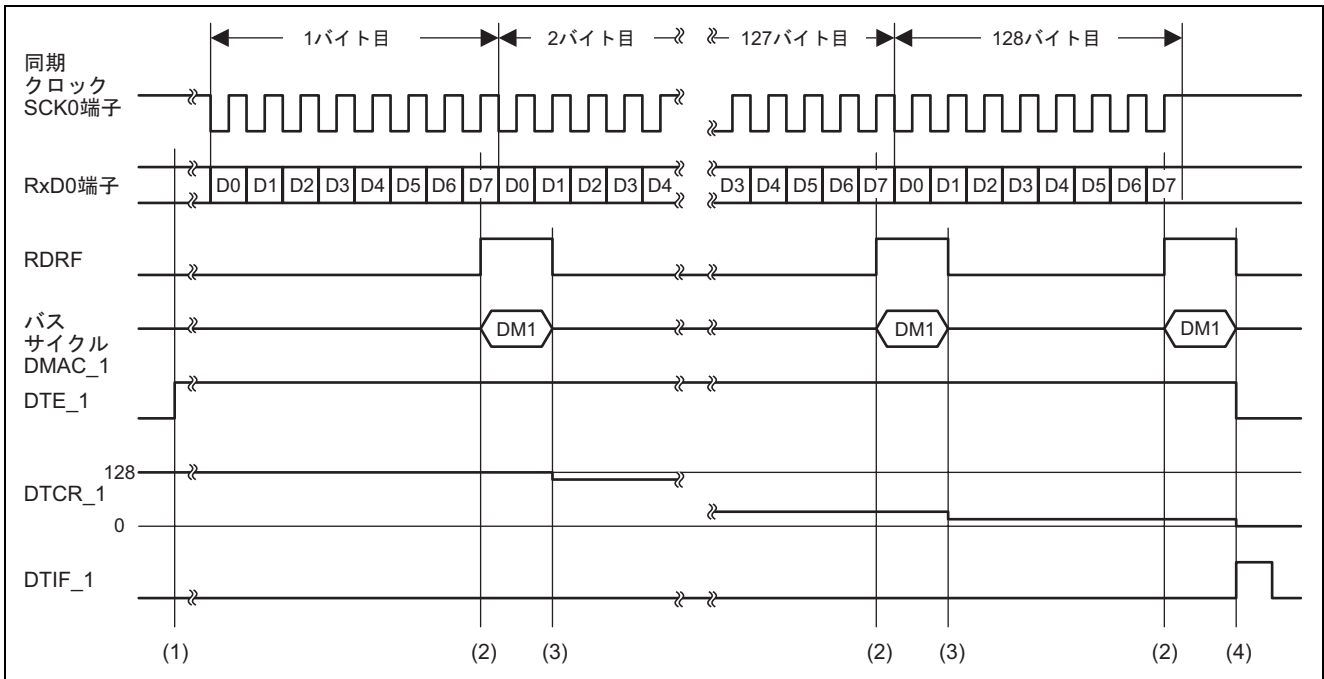 1バイト目
2バイト目
127バイト目
128バイト目
同期
クロック
SCK0端子
RxD0端子
D0 D1 D2 D3 D4 D5 D6 D7 D0 D1 D2 D3 D4
D3 D4 D5 D6 D7 D0 D1 D2 D3 D4 D5 D6 D7
RDRF
バス
サイクル
DMAC_1
DM1 DM1 DM1
DTE_1
128
DTCR_1
0
DTIF_1
(1) (2) (3) (2) (3) (2) (4)